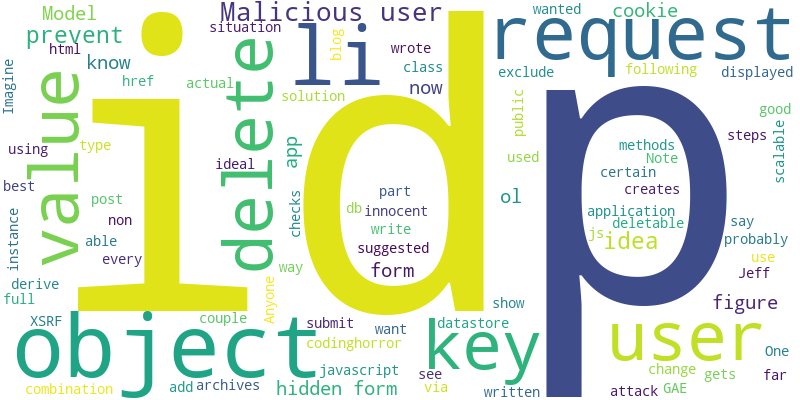 id
p
Malicious user
request
object
key
user
delete
value
li
Model
prevent
html
know
href
Imagine
using
type
best
post
non
able
every
instance
derive
full
XSRF
combination
add
archives
couple
hidden form
submit
javascript
codinghorror
want
see
via
datastore
show
written
attack
GAE
gets
change
far
One
figure
Jeff
use
probably
say
deletable
application
js
idea
creates
certain
Note
methods
steps
scalable
good
used
public
exclude
following
displayed
wanted
cookie
situation
actual
blog
wrote
class
now
solution
ideal
app
checks
db
part
innocent
write
suggested
form
way
Anyone
ol